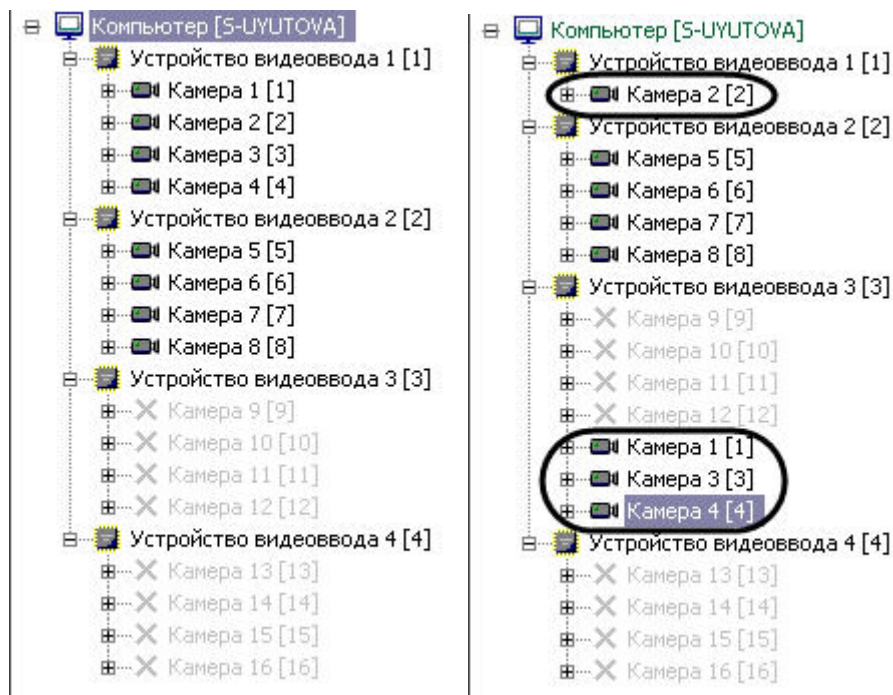 Компьютер [S-UYUTOVA]
Устройство видеоввода 1 [1]
Камера 1 [1]
Камера 2 [2]
Камера 3 [3]
Камера 4 [4]
Устройство видеоввода 2 [2]
Камера 5 [5]
Камера 6 [6]
Камера 7 [7]
Камера 8 [8]
Устройство видеоввода 3 [3]
Камера 9 [9]
Камера 10 [10]
Камера 11 [11]
Камера 12 [12]
Устройство видеоввода 4 [4]
Камера 13 [13]
Камера 14 [14]
Камера 15 [15]
Камера 16 [16]
Компьютер [S-UYUTOVA]
Устройство видеоввода 1 [1]
Камера 2 [2]
Устройство видеоввода 2 [2]
Камера 5 [5]
Камера 6 [6]
Камера 7 [7]
Камера 8 [8]
Устройство видеоввода 3 [3]
Камера 9 [9]
Камера 10 [10]
Камера 11 [11]
Камера 12 [12]
Камера 1 [1]
Камера 3 [3]
Камера 4 [4]
Устройство видеоввода 4 [4]
Камера 13 [13]
Камера 14 [14]
Камера 15 [15]
Камера 16 [16]